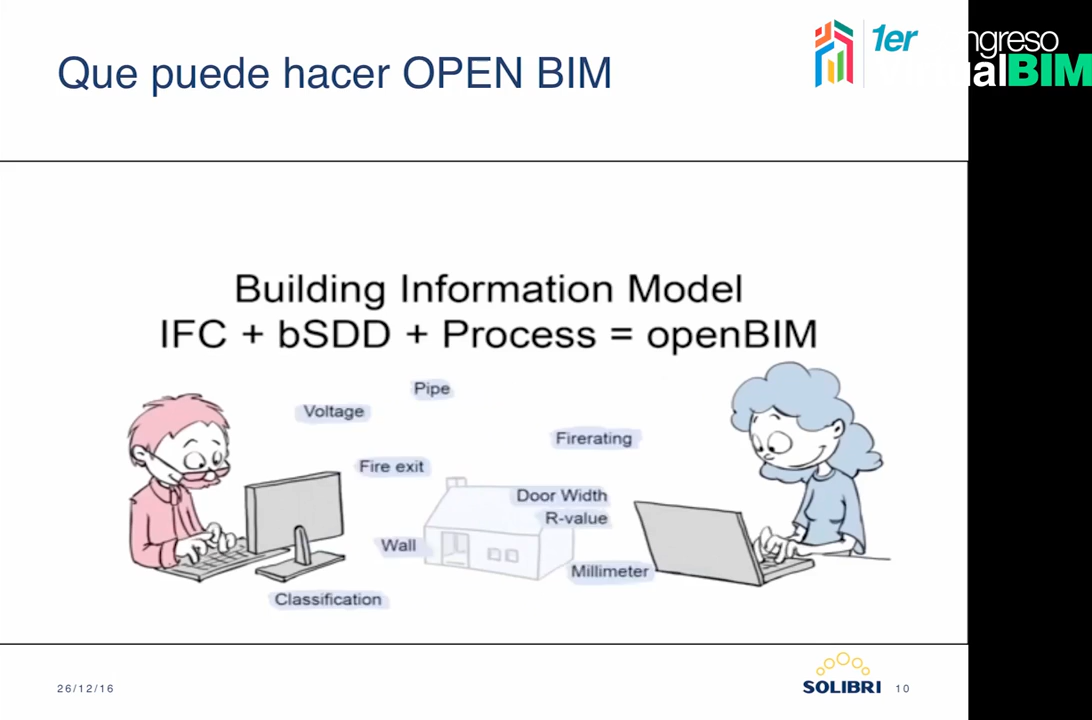 Que puede hacer OPEN BIM
1er
ngreso
BIM
Building Information Model
IFC + bSDD + Process = openBIM
Pipe
Voltage
Firerating
Fire exit
Door Width
R-value
Wall
Millimeter
Classification
26/12/16
SOLIBRI
10